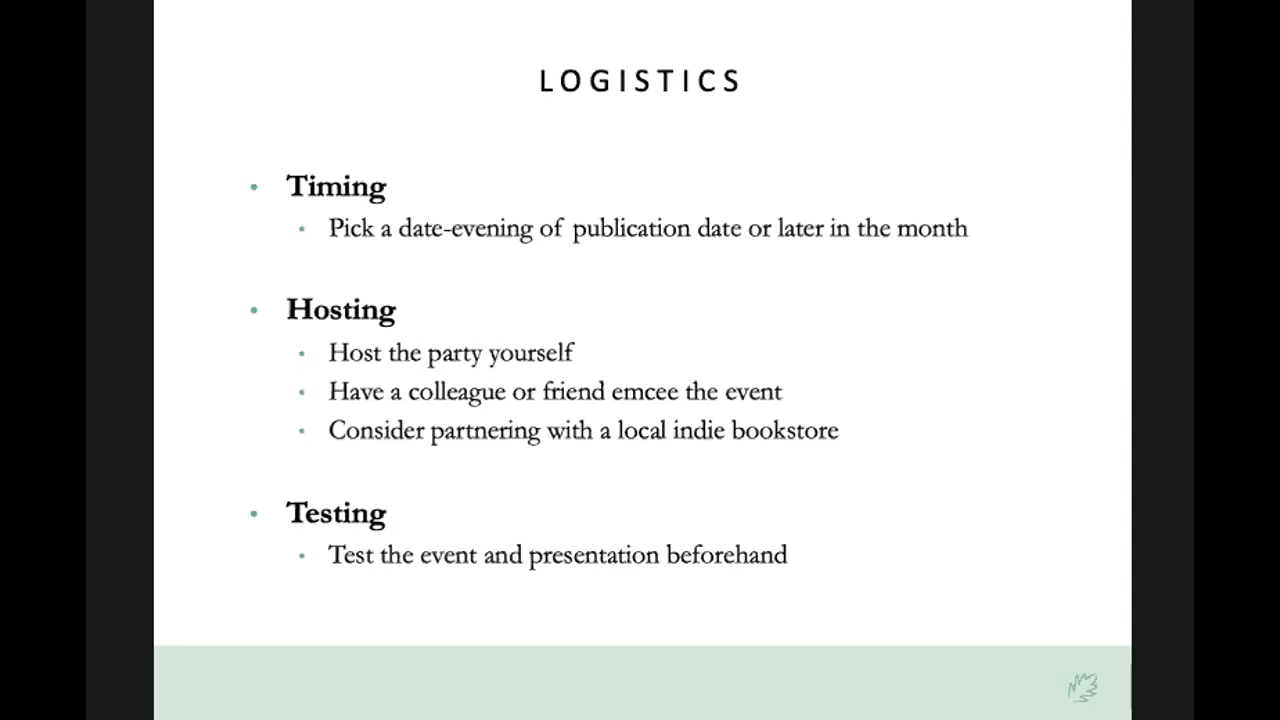 LOGISTICS
• Timing
• Pick a date-evening of publication date or later in the month
• Hosting
• Host the party yourself
• Have a colleague or friend emcee the event
• Consider partnering with a local indie bookstore
• Testing
• Test the event and presentation beforehand